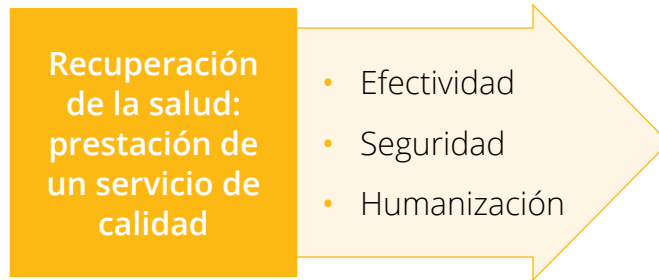 Recuperación
de la salud:
prestación de
un servicio de
calidad
• Efectividad
• Seguridad
• Humanización